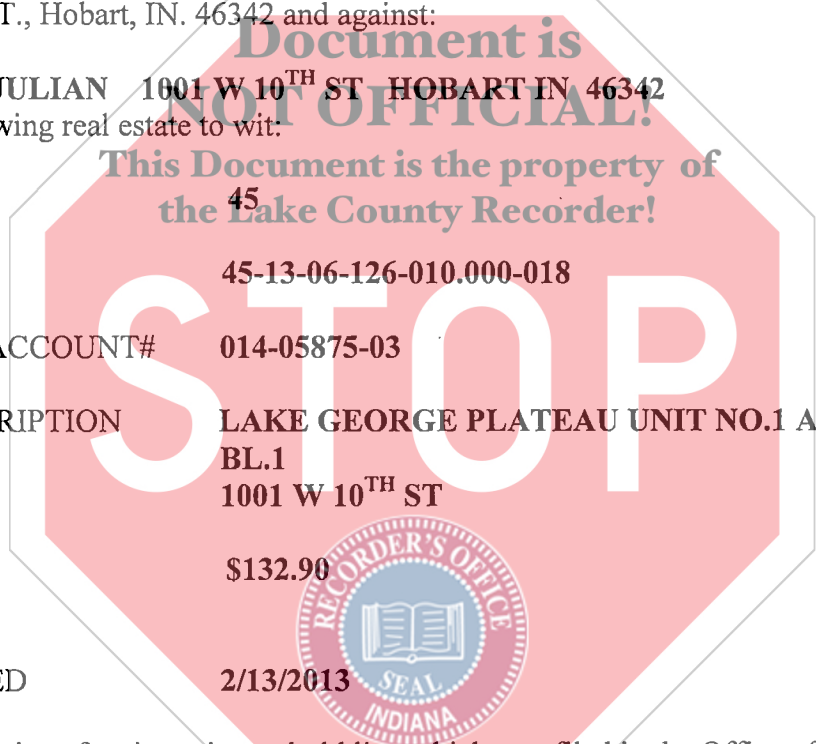 T., Hobart, IN. 46342 and against:
Document is
JULIAN 1001 W 10TH ST HOBART IN 46342
NOT OFFICIAL!
wing real estate to wit:
This Document is the property of
45
the Lake County Recorder!
45-13-06-126-010.000-018
STOP
ACCOUNT# 014-05875-03
RIPTION LAKE GEORGE PLATEAU UNIT NO.1 A
BL.1
1001 W 10TH ST
$132.90
RECORDER'S OFFICE
SEAL
INDIANA
ED 2/13/2013